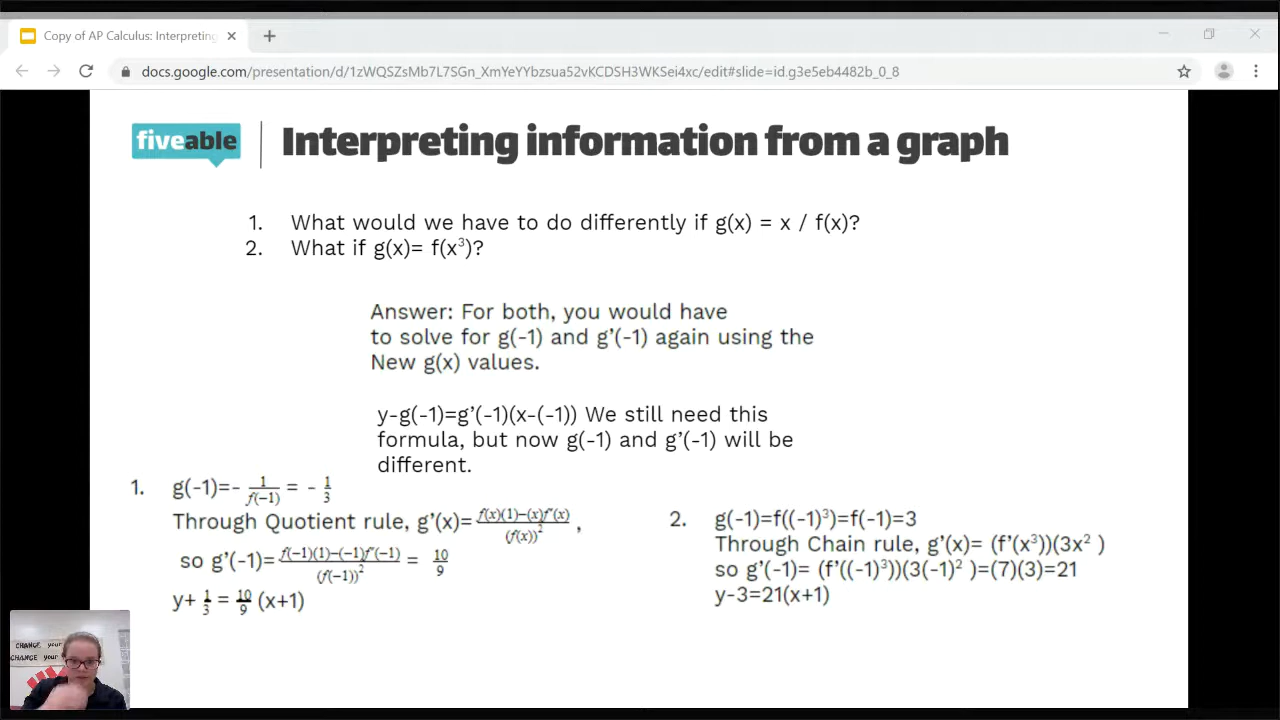 Copy of AP Calculus: Interpreting
docs.google.com/presentation/d/1zWQSZsMb7L7SGn_XmYeYYbzsua52vKCDSH3WKSei4xc/edit#slide=id.g3e5eb4482b_0_8
fiveable
Interpreting information from a graph
1. What would we have to do differently if g(x) = x / f(x)?
2. What if g(x)= f(x³)?
Answer: For both, you would have
to solve for g(-1) and g’(-1) again using the
New g(x) values.
y-g(-1)=g’(-1)(x-(-1)) We still need this
formula, but now g(-1) and g’(-1) will be
different.
1. g(-1)=- 1/f(-1) = - 1/3
Through Quotient rule, g’(x)= f(x)(1)-(x)f'(x)/(f(x))² ,
so g’(-1)= f(-1)(1)-(-1)f'(-1)/(f(-1))² = 10/9
y+ 1/3 = 10/9 (x+1)
2. g(-1)=f((-1)³)=f(-1)=3
Through Chain rule, g’(x)= (f’(x³))(3x² )
so g’(-1)= (f’((-1)³))(3(-1)² )=(7)(3)=21
y-3=21(x+1)
CHANGE your
CHANGE your